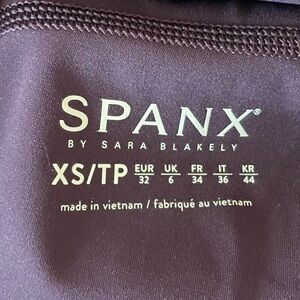 SPANX®
BY SARA BLAKELY
XS/TP EUR 32 UK 6 FR 34 IT 36 KR 44
made in vietnam / fabriqué au vietnam